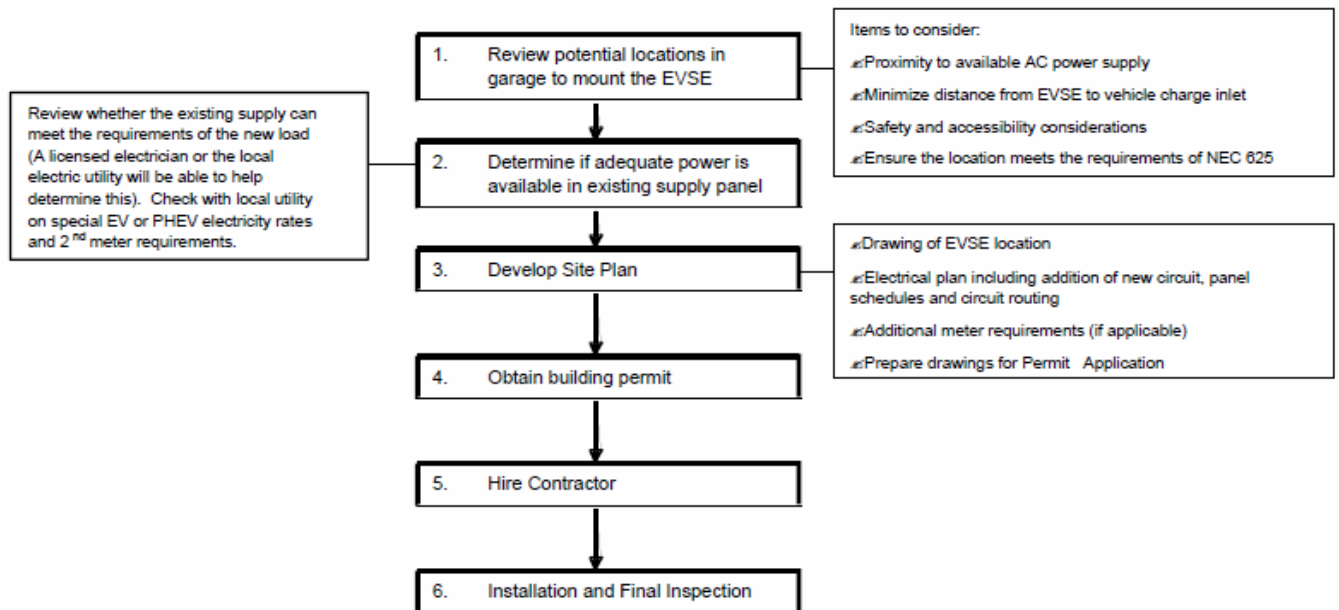 1. Review potential locations in
garage to mount the EVSE
Items to consider:
Proximity to available AC power supply
Minimize distance from EVSE to vehicle charge inlet
Safety and accessibility considerations
Ensure the location meets the requirements of NEC 625
Review whether the existing supply can
meet the requirements of the new load
(A licensed electrician or the local
electric utility will be able to help
determine this). Check with local utility
on special EV or PHEV electricity rates
and 2 nd meter requirements.
2. Determine if adequate power is
available in existing supply panel
3. Develop Site Plan
Drawing of EVSE location
Electrical plan including addition of new circuit, panel
schedules and circuit routing
Additional meter requirements (if applicable)
Prepare drawings for Permit Application
4. Obtain building permit
5. Hire Contractor
6. Installation and Final Inspection